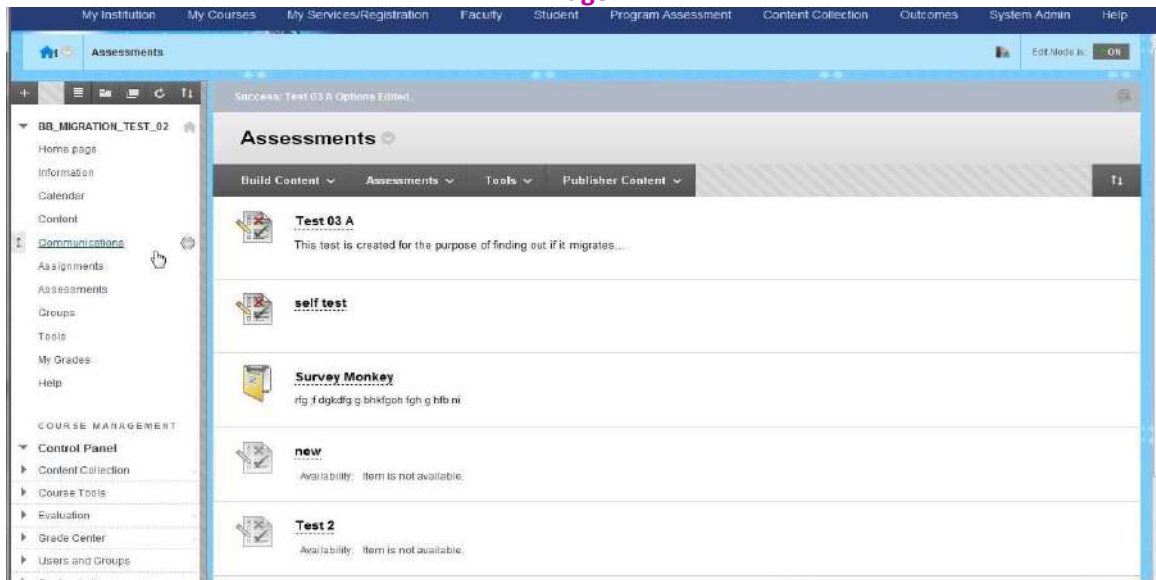 My Institution My Courses My Services/Registration Faculty Student Program Assessment Content Collection Outcomes System Admin Help
Assessments
Edit Mode is: ON
Success: Test 03 A Options Edited.
BB_MIGRATION_TEST_02
Home page
Information
Calendar
Content
Communications
Assignments
Assessments
Groups
Tools
My Grades
Help
COURSE MANAGEMENT
Control Panel
Content Collection
Course Tools
Evaluation
Grade Center
Users and Groups
Assessments
Build Content Assessments Tools Publisher Content
Test 03 A
This test is created for the purpose of finding out if it migrates...
self test
Survey Monkey
new
Availability: Item is not available.
Test 2
Availability: Item is not available.